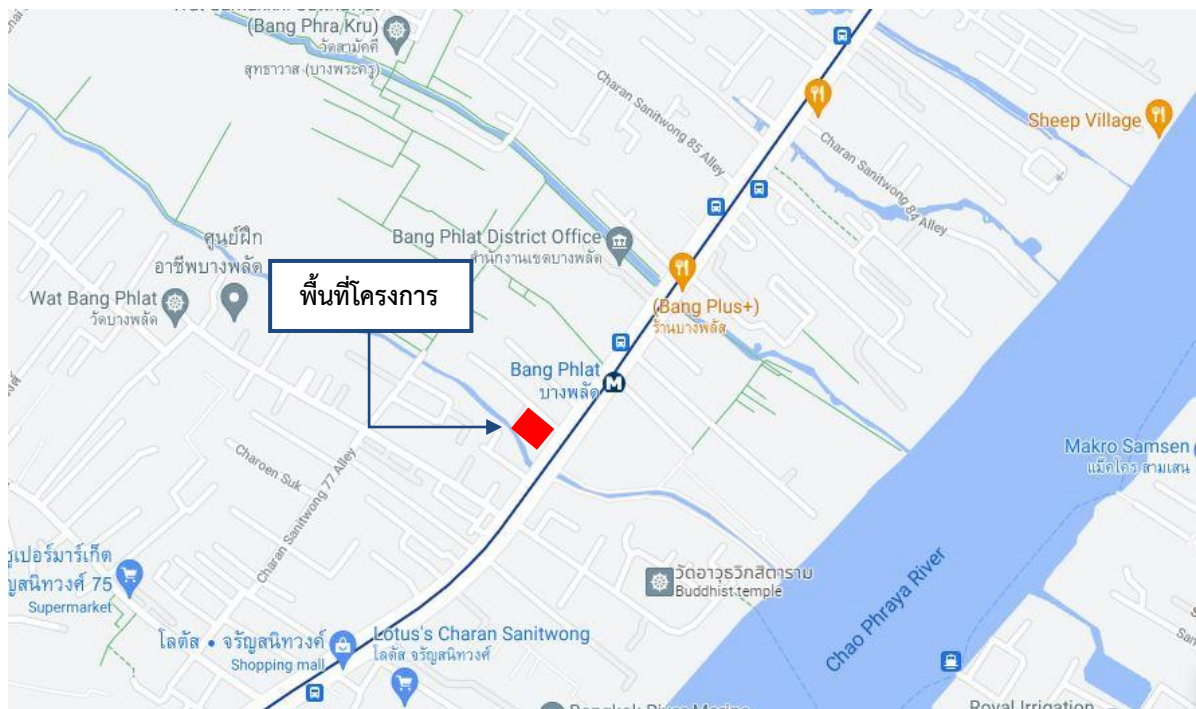 (Bang Phra Kru)
วัดสามัคคี
สุทธาวาส (บางพระครู)
Charan Sanitwong 85 Alley
Sheep Village
Charan Sanitwong 84 Alley
ศูนย์ฝึก
อาชีพบางพลัด
Bang Phlat District Office
สำนักงานเขตบางพลัด
พื้นที่โครงการ
Wat Bang Phlat
วัดบางพลัด
(Bang Plus+)
ร้านบางพลัส
Bang Phlat
บางพลัด
M
Makro Samsen
แม็คโคร สามเสน
Charoen Suk
Charan Sanitwong 77 Alley
ซูเปอร์มาร์เก็ต
75
Supermarket
วัดอาวุธวิกสิตาราม
Buddhist temple
Chao Phraya River
โลตัส • จรัญสนิทวงศ์
Shopping mall
Lotus's Charan Sanitwong
โลตัส จรัญสนิทวงศ์
Royal Irrigation